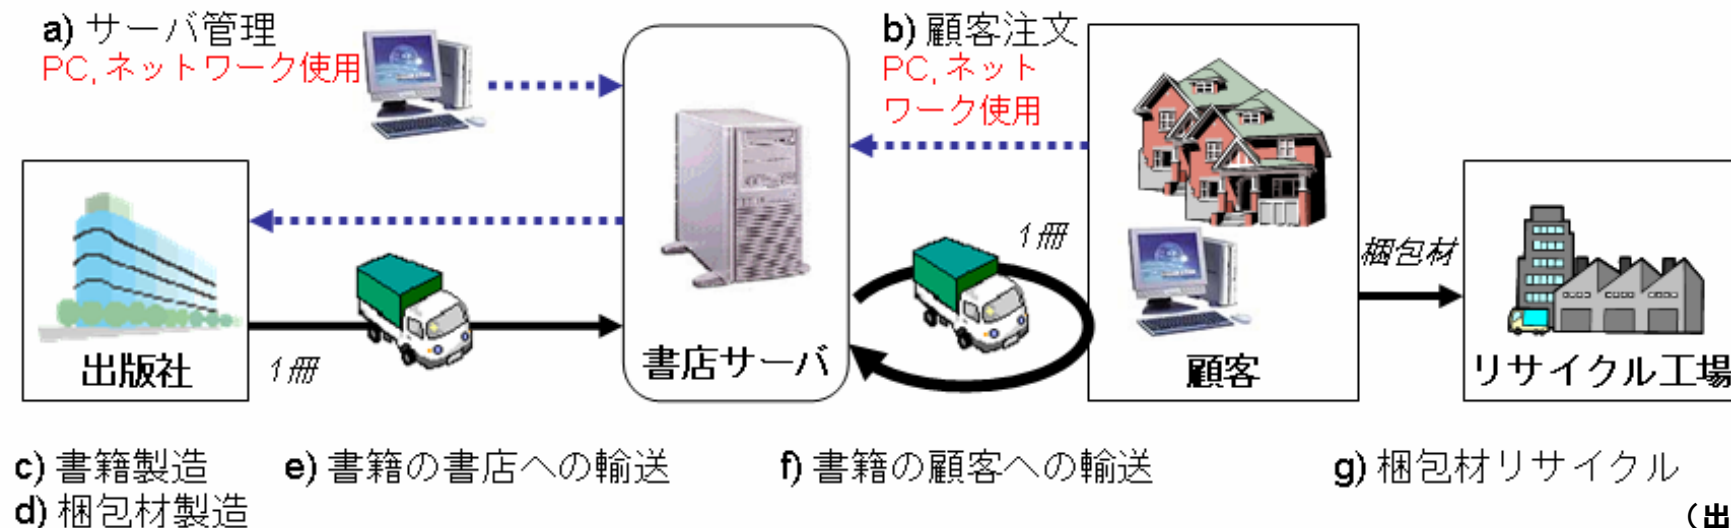 a) サーバ管理
PC, ネットワーク使用
b) 顧客注文
PC, ネット
ワーク使用
1冊
梱包材
出版社
1冊
書店サーバ
顧客
リサイクル工場
c) 書籍製造
e) 書籍の書店への輸送
f) 書籍の顧客への輸送
g) 梱包材リサイクル
d) 梱包材製造
(出